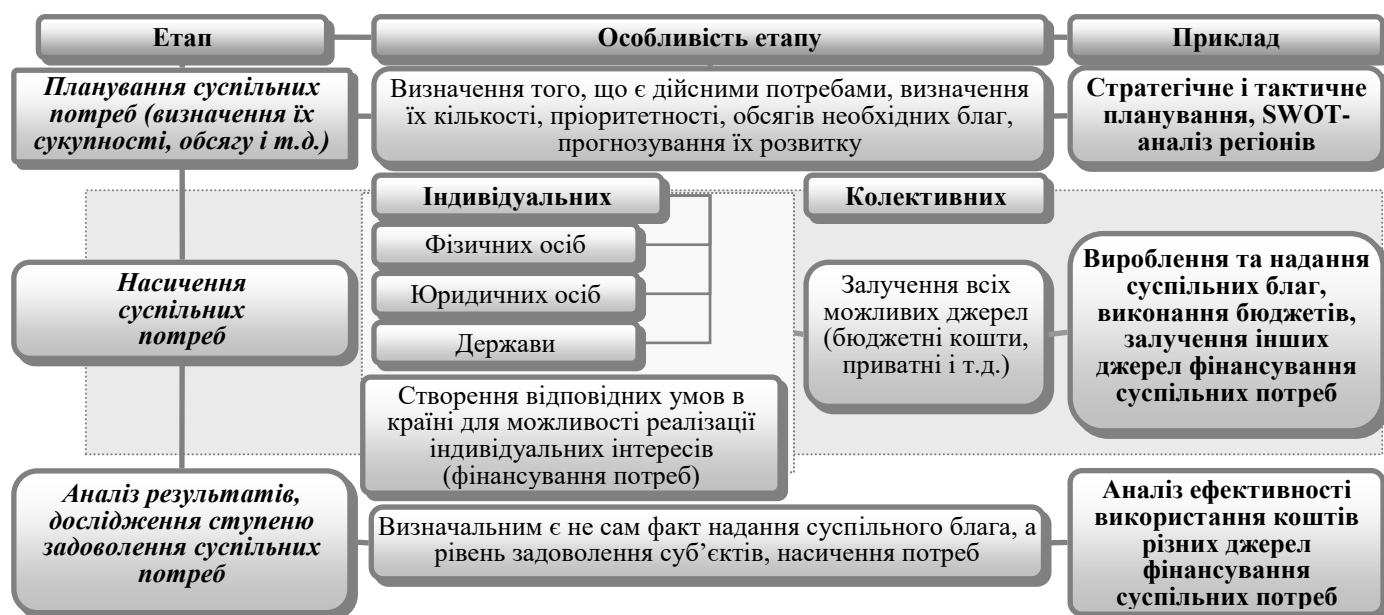 Етап
Особливість етапу
Приклад
Планування суспільних
потреб (визначення їх
сукупності, обсягу і т.д.)
Визначення того, що є дійсними потребами, визначення
їх кількості, пріоритетності, обсягів необхідних благ,
прогнозування їх розвитку
Стратегічне і тактичне
планування, SWOT-
аналіз регіонів
Насичення
суспільних
потреб
Індивідуальних
Фізичних осіб
Юридичних осіб
Держави
Створення відповідних умов в
країні для можливості реалізації
індивідуальних інтересів
(фінансування потреб)
Колективних
Залучення всіх
можливих джерел
(бюджетні кошти,
приватні і т.д.)
Вироблення та надання
суспільних благ,
виконання бюджетів,
залучення інших
джерел фінансування
суспільних потреб
Аналіз результатів,
дослідження ступеню
задоволення суспільних
потреб
Визначальним є не сам факт надання суспільного блага, а
рівень задоволення суб’єктів, насичення потреб
Аналіз ефективності
використання коштів
різних джерел
фінансування
суспільних потреб